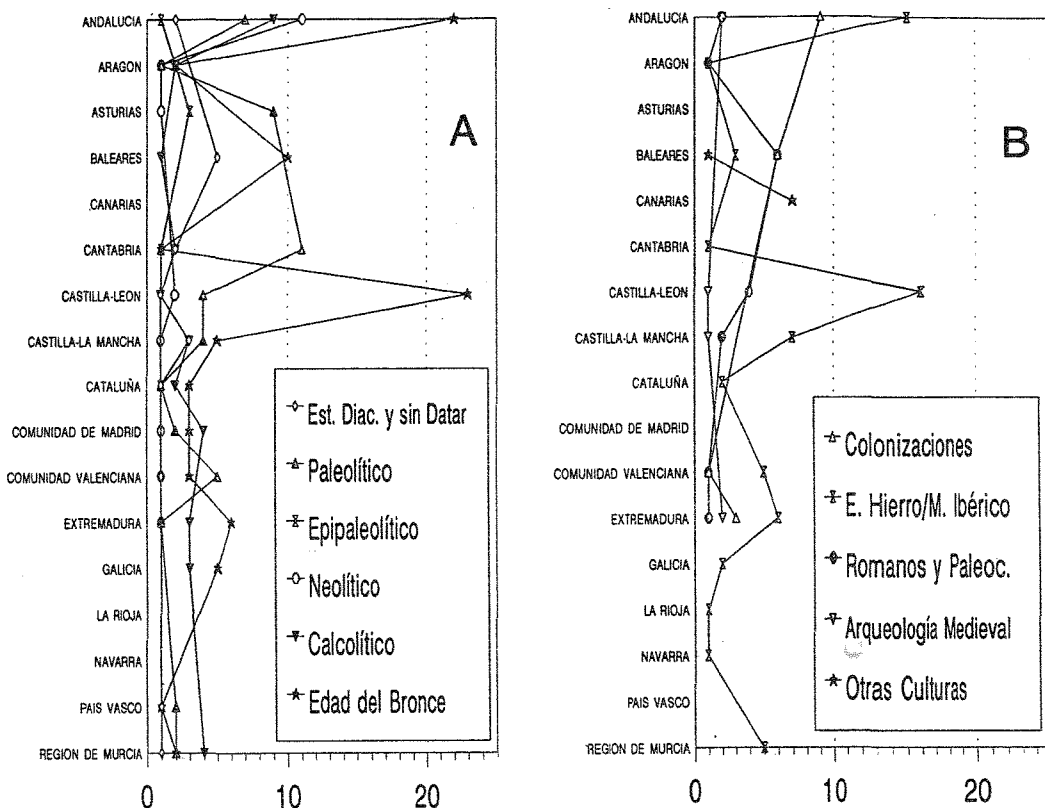 ANDALUCIA
ARAGON
ASTURIAS
BALEARES
CANARIAS
CANTABRIA
CASTILLA-LEON
CASTILLA-LA MANCHA
CATALUÑA
COMUNIDAD DE MADRID
COMUNIDAD VALENCIANA
EXTREMADURA
GALICIA
LA RIOJA
NAVARRA
PAIS VASCO
REGION DE MURCIA
0 10 20
A
Est. Diac. y sin Datar
Paleolítico
Epipaleolítico
Neolítico
Calcolítico
Edad del Bronce
ANDALUCIA
ARAGON
ASTURIAS
BALEARES
CANARIAS
CANTABRIA
CASTILLA-LEON
CASTILLA-LA MANCHA
CATALUÑA
COMUNIDAD DE MADRID
COMUNIDAD VALENCIANA
EXTREMADURA
GALICIA
LA RIOJA
NAVARRA
PAIS VASCO
REGION DE MURCIA
0 10 20
B
Colonizaciones
E. Hierro/M. Ibérico
Romanos y Paleoc.
Arqueología Medieval
Otras Culturas